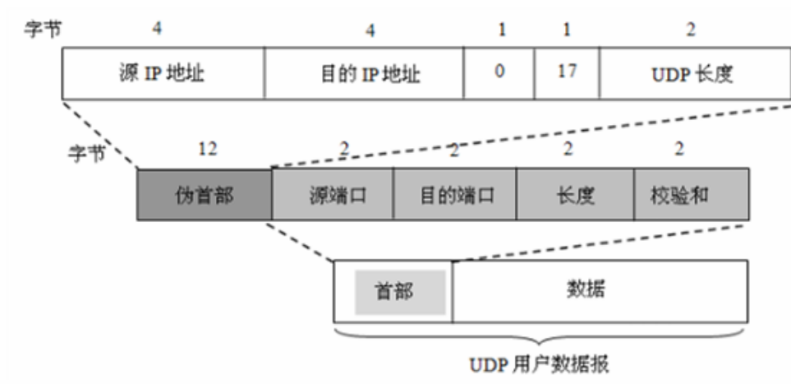 字节 4 4 1 1 2
源 IP 地址 目的 IP 地址 0 17 UDP 长度
字节 12 2 2 2 2
伪首部 源端口 目的端口 长度 校验和
首部 数据
UDP 用户数据报